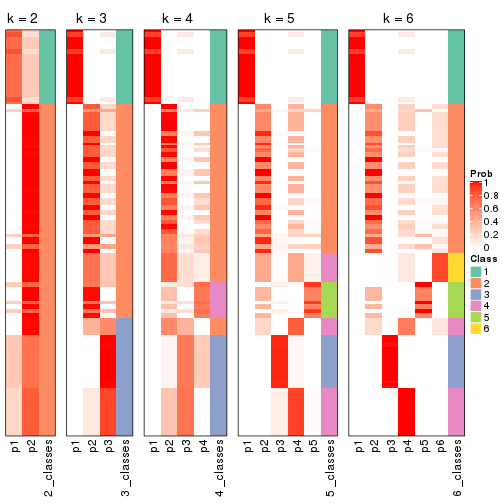 k = 2
k = 3
k = 4
k = 5
k = 6
Prob
1
0.8
0.6
0.4
0.2
0
Class
1
2
3
4
5
6
p1
p2
2_classes
p1
p2
p3
3_classes
p1
p2
p3
p4
4_classes
p1
p2
p3
p4
p5
5_classes
p1
p2
p3
p4
p5
p6
6_classes